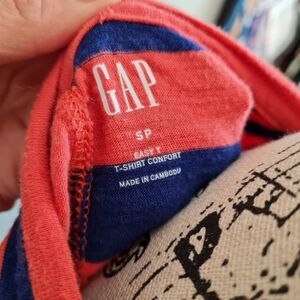 GAP
SP
EASY T
T-SHIRT CONFORT
MADE IN CAMBODIA